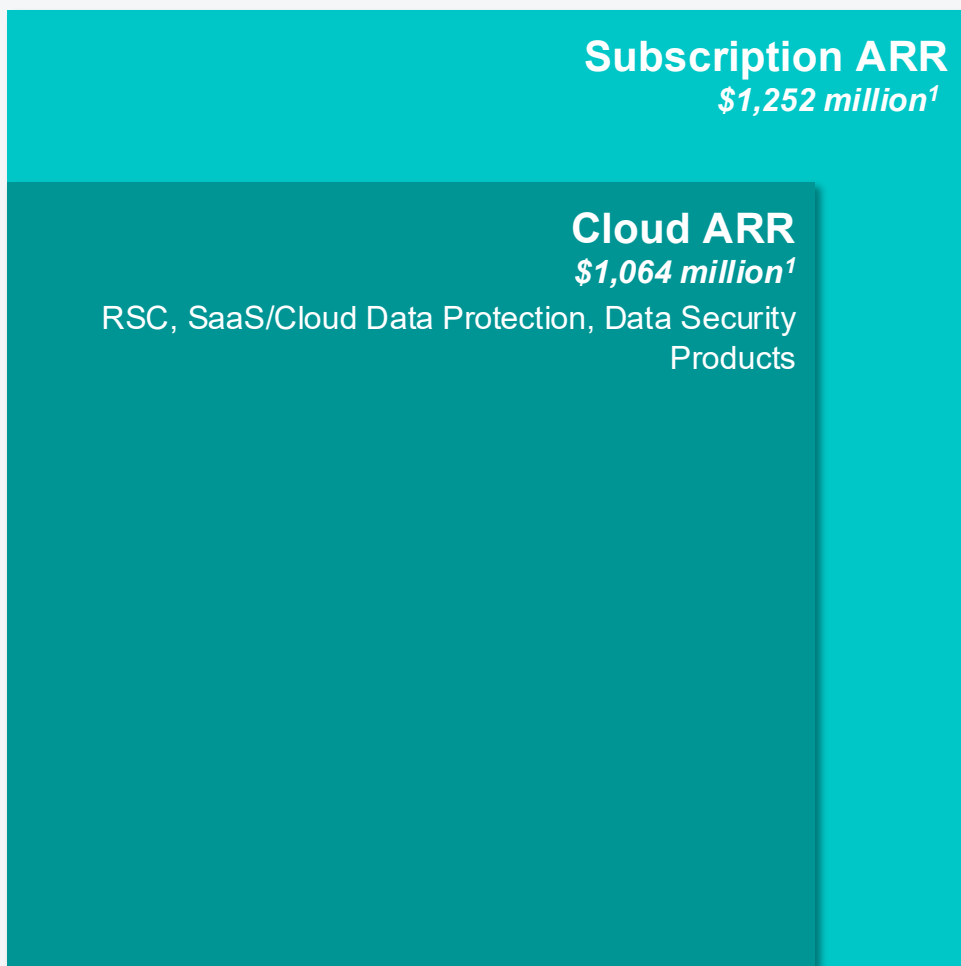 Subscription ARR
$1,252 million¹
Cloud ARR
$1,064 million¹
RSC, SaaS/Cloud Data Protection, Data Security
Products